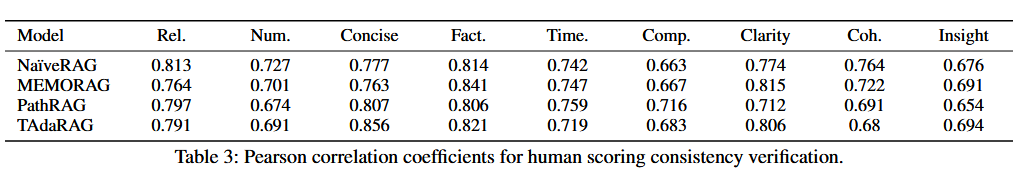 Model Rel. Num. Concise Fact. Time. Comp. Clarity Coh. Insight
NaïveRAG 0.813 0.727 0.777 0.814 0.742 0.663 0.774 0.764 0.676
MEMORAG 0.764 0.701 0.763 0.841 0.747 0.667 0.815 0.722 0.691
PathRAG 0.797 0.674 0.807 0.806 0.759 0.716 0.712 0.691 0.654
TAdaRAG 0.791 0.691 0.856 0.821 0.719 0.683 0.806 0.68 0.694
Table 3: Pearson correlation coefficients for human scoring consistency verification.